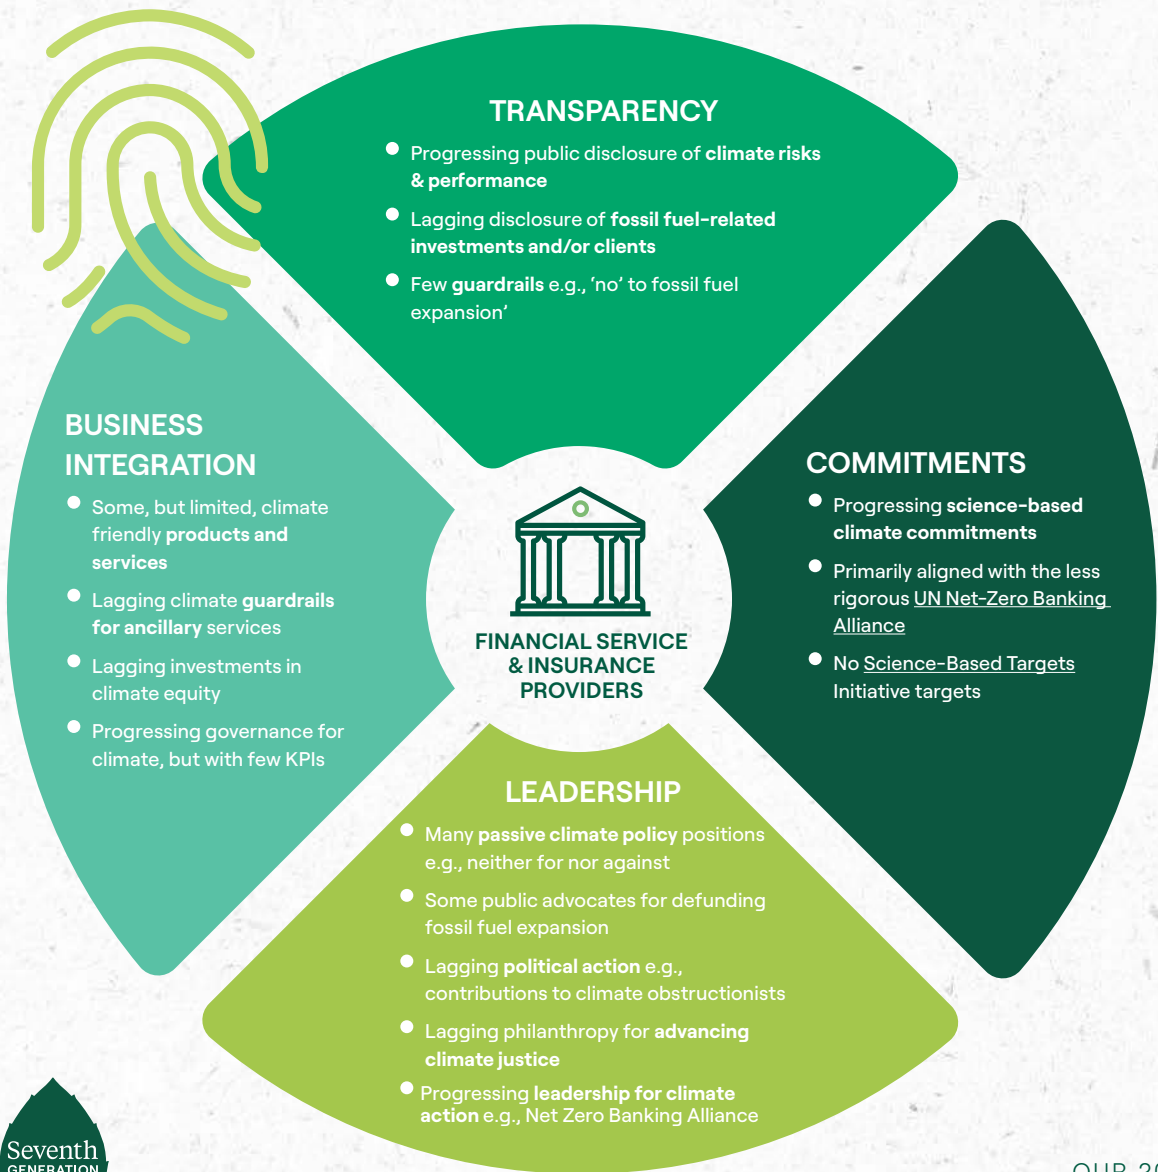 TRANSPARENCY
Progressing public disclosure of climate risks
& performance
Lagging disclosure of fossil fuel-related
investments and/or clients
Few guardrails e.g., ‘no’ to fossil fuel
expansion’
BUSINESS
INTEGRATION
Some, but limited, climate
friendly products and
services
Lagging climate guardrails
for ancillary services
Lagging investments in
climate equity
Progressing governance for
climate, but with few KPIs
FINANCIAL SERVICE
& INSURANCE
PROVIDERS
COMMITMENTS
Progressing science-based
climate commitments
Primarily aligned with the less
rigorous UN Net-Zero Banking
Alliance
No Science-Based Targets
Initiative targets
LEADERSHIP
Many passive climate policy positions
e.g., neither for nor against
Some public advocates for defunding
fossil fuel expansion
Lagging political action e.g.,
contributions to climate obstructionists
Lagging philanthropy for advancing
climate justice
Progressing leadership for climate
action e.g., Net Zero Banking Alliance
Seventh
GENERATION